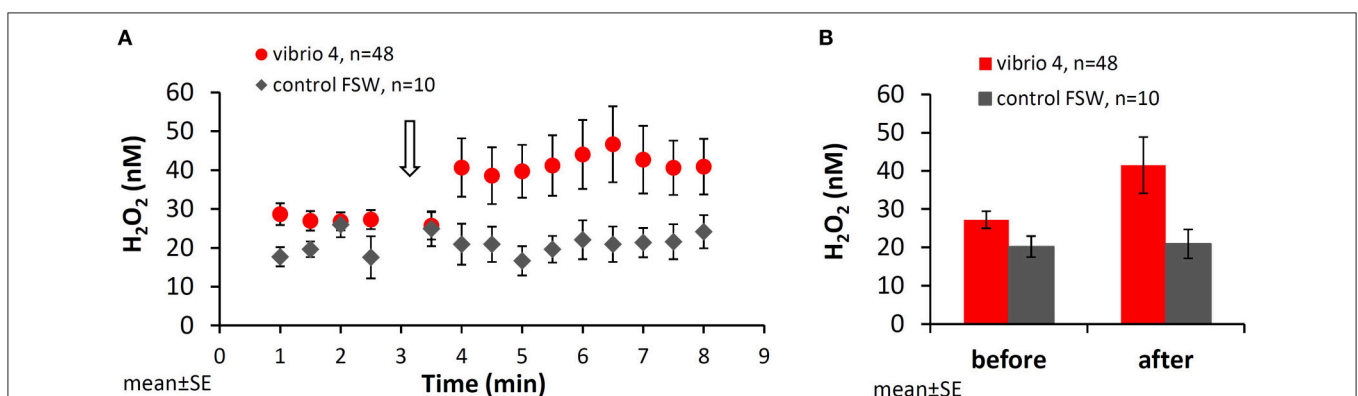 A
vibrio 4, n=48
control FSW, n=10
H₂O₂ (nM)
60
50
40
30
20
10
0
0 1 2 3 4 5 6 7 8 9
mean±SE
Time (min)
B
vibrio 4, n=48
control FSW, n=10
H₂O₂ (nM)
60
50
40
30
20
10
0
before after
mean±SE